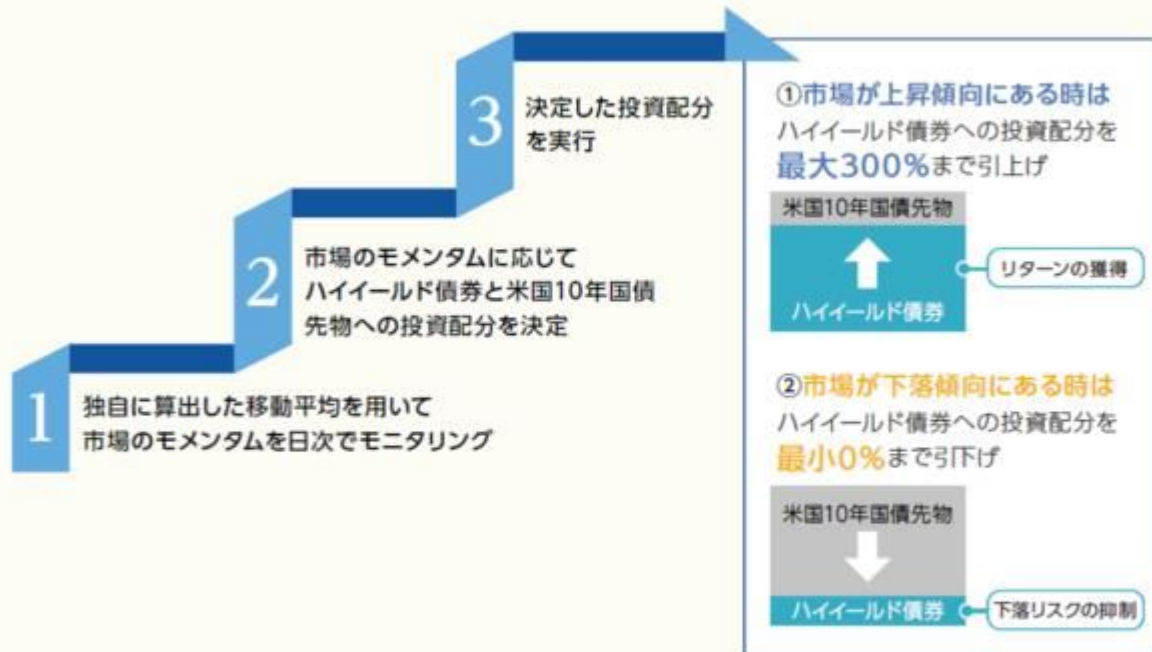 1
独自に算出した移動平均を用いて
市場のモメンタムを日次でモニタリング
2
市場のモメンタムに応じて
ハイイールド債券と米国10年国債
先物への投資配分を決定
3
決定した投資配分
を実行
①市場が上昇傾向にある時は
ハイイールド債券への投資配分を
最大300%まで引上げ
米国10年国債先物
ハイイールド債券
リターンの獲得
②市場が下落傾向にある時は
ハイイールド債券への投資配分を
最小0%まで引下げ
米国10年国債先物
ハイイールド債券
下落リスクの抑制